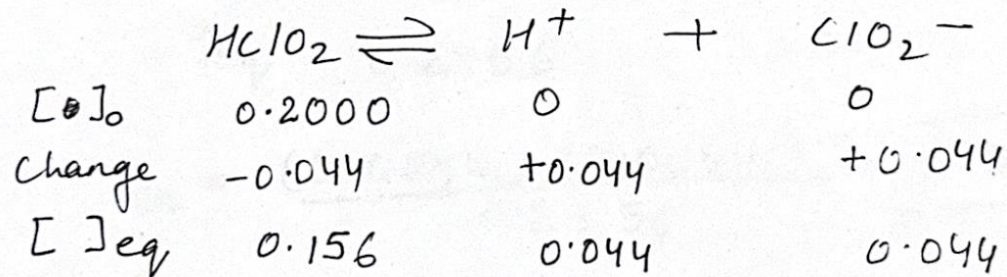 HClO₂ ⇌ H⁺ + ClO₂⁻
[ ]₀ 0.2000 0 0
Change -0.044 +0.044 +0.044
[ ]eq 0.156 0.044 0.044